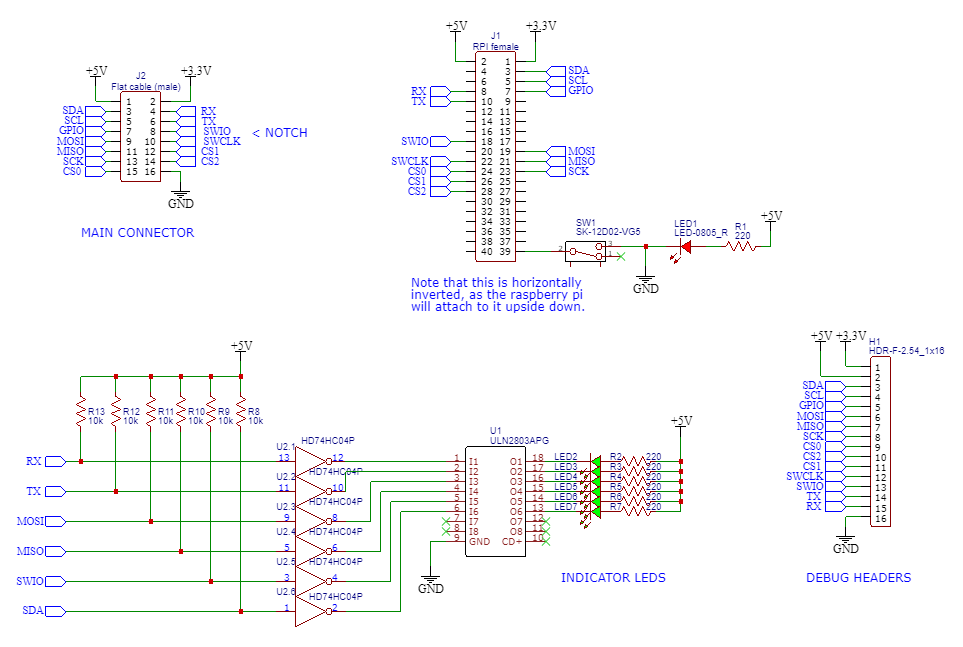 +5V
+3.3V
J2
Flat cable (male)
1 2
SDA 3 4 RX
SCL 5 6 TX
GPIO 7 8 SWIO
MOSI 9 10 SWCLK
MISO 11 12 CS1
SCK 13 14 CS2
CS0 15 16
GND
< NOTCH
MAIN CONNECTOR
+5V
+3.3V
J1
RPI female
2 1
4 3 SDA
6 5 SCL
RX 8 7 GPIO
TX 10 9
12 11
14 13
16 15
SWIO 18 17
20 19 MOSI
SWCLK 22 21 MISO
CS0 24 23 SCK
CS1 26 25
CS2 28 27
30 29
32 31
34 33
36 35
38 37
40 39
SW1
SK-12D02-VG5
2 3
1
LED1
LED-0805_R
R1
220
+5V
GND
Note that this is horizontally
inverted, as the raspberry pi
will attach to it upside down.
+5V
R13 R12 R11 R10 R9 R8
10k 10k 10k 10k 10k 10k
RX
TX
MOSI
MISO
SWIO
SDA
U2.1 HD74HC04P
13 12
U2.2 HD74HC04P
11 10
U2.3 HD74HC04P
9 8
U2.4 HD74HC04P
5 6
U2.5 HD74HC04P
3 4
U2.6 HD74HC04P
1 2
U1
ULN2803APG
1 I1 O1 18 LED2 R2 220
2 I2 O2 17 LED3 R3 220
3 I3 O3 16 LED4 R4 220
4 I4 O4 15 LED5 R5 220
5 I5 O5 14 LED6 R6 220
6 I6 O6 13 LED7 R7 220
7 I7 O7 12
8 I8 O8 11
9 GND CD+ 10
+5V
GND
INDICATOR LEDS
+5V +3.3V
H1
HDR-F-2.54_1x16
1
2
SDA 3
SCL 4
GPIO 5
MOSI 6
MISO 7
SCK 8
CS0 9
CS2 10
CS1 11
SWCLK 12
SWIO 13
TX 14
RX 15
16
GND
DEBUG HEADERS